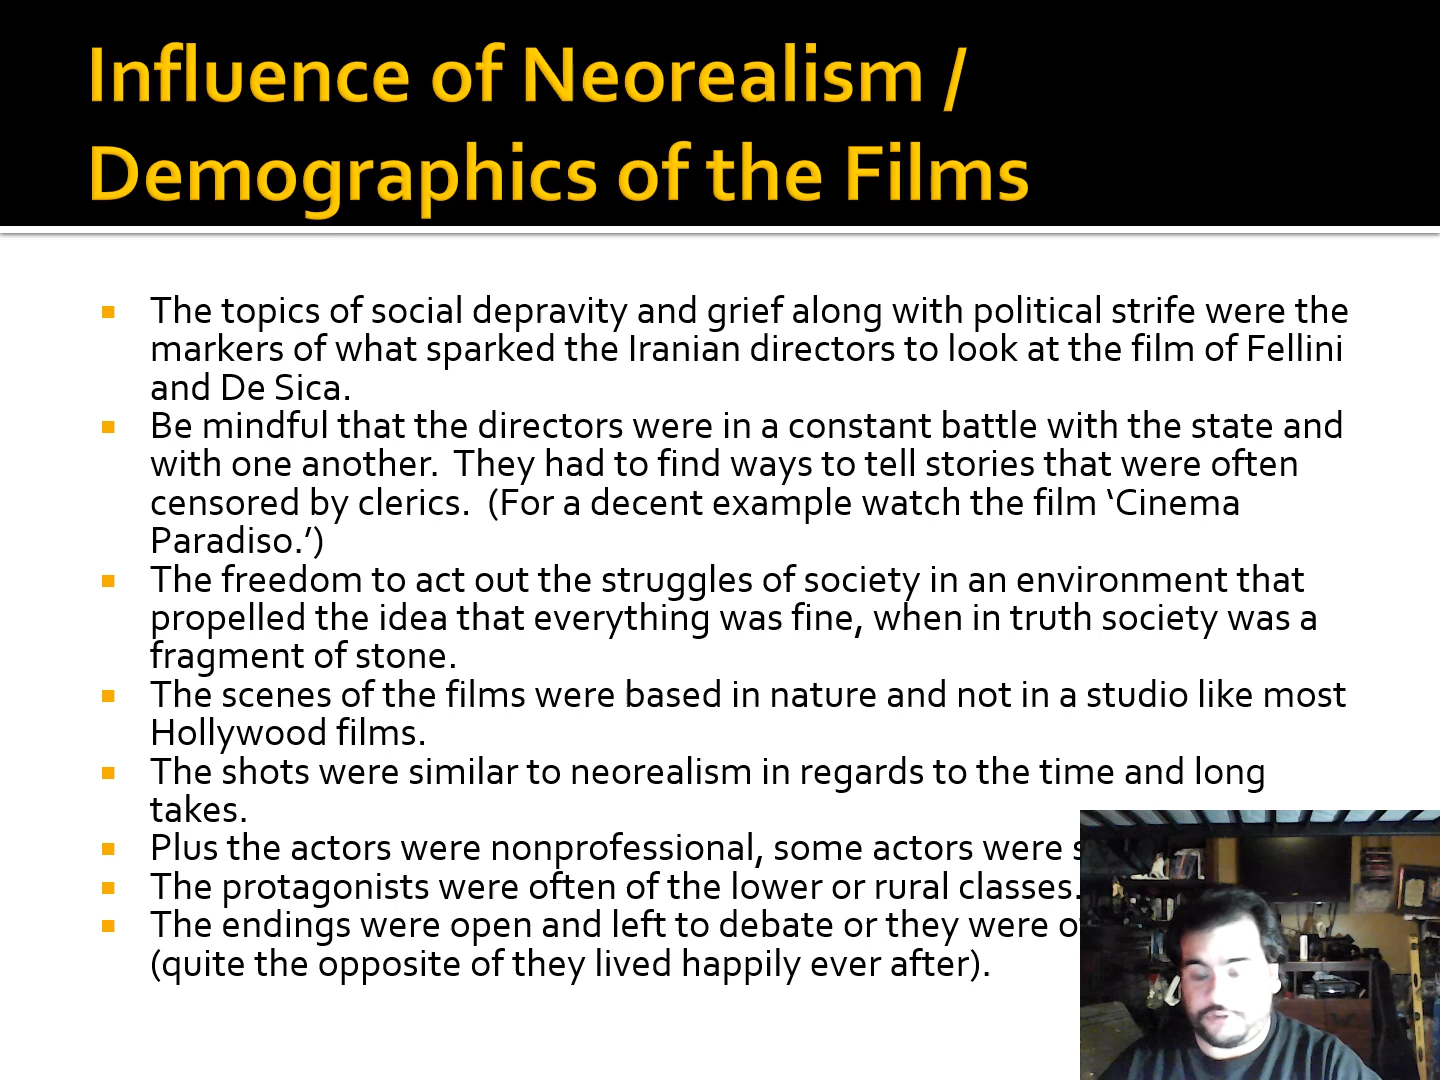 Influence of Neorealism /
Demographics of the Films
The topics of social depravity and grief along with political strife were the
markers of what sparked the Iranian directors to look at the film of Fellini
and De Sica.
Be mindful that the directors were in a constant battle with the state and
with one another.  They had to find ways to tell stories that were often
censored by clerics.  (For a decent example watch the film ‘Cinema
Paradiso.’)
The freedom to act out the struggles of society in an environment that
propelled the idea that everything was fine, when in truth society was a
fragment of stone.
The scenes of the films were based in nature and not in a studio like most
Hollywood films.
The shots were similar to neorealism in regards to the time and long
takes.
Plus the actors were nonprofessional, some actors were
The protagonists were often of the lower or rural classes.
The endings were open and left to debate or they were
(quite the opposite of they lived happily ever after).